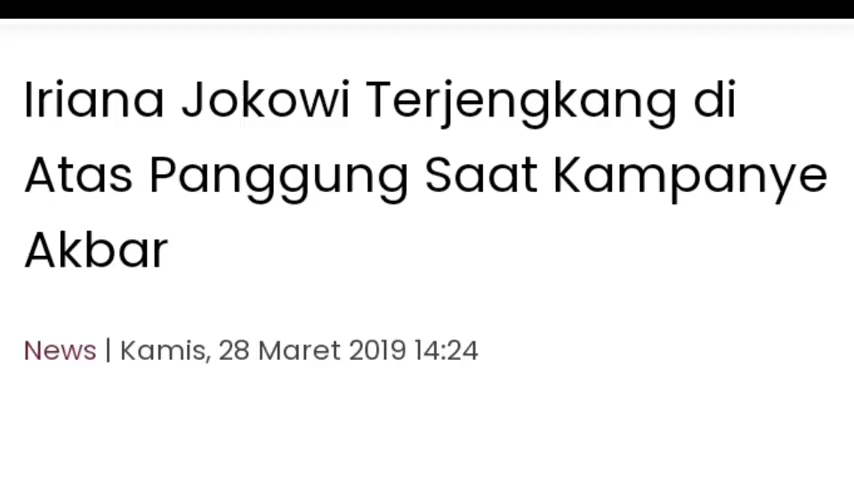 Iriana Jokowi Terjengkang di
Atas Panggung Saat Kampanye
Akbar
News | Kamis, 28 Maret 2019 14:24